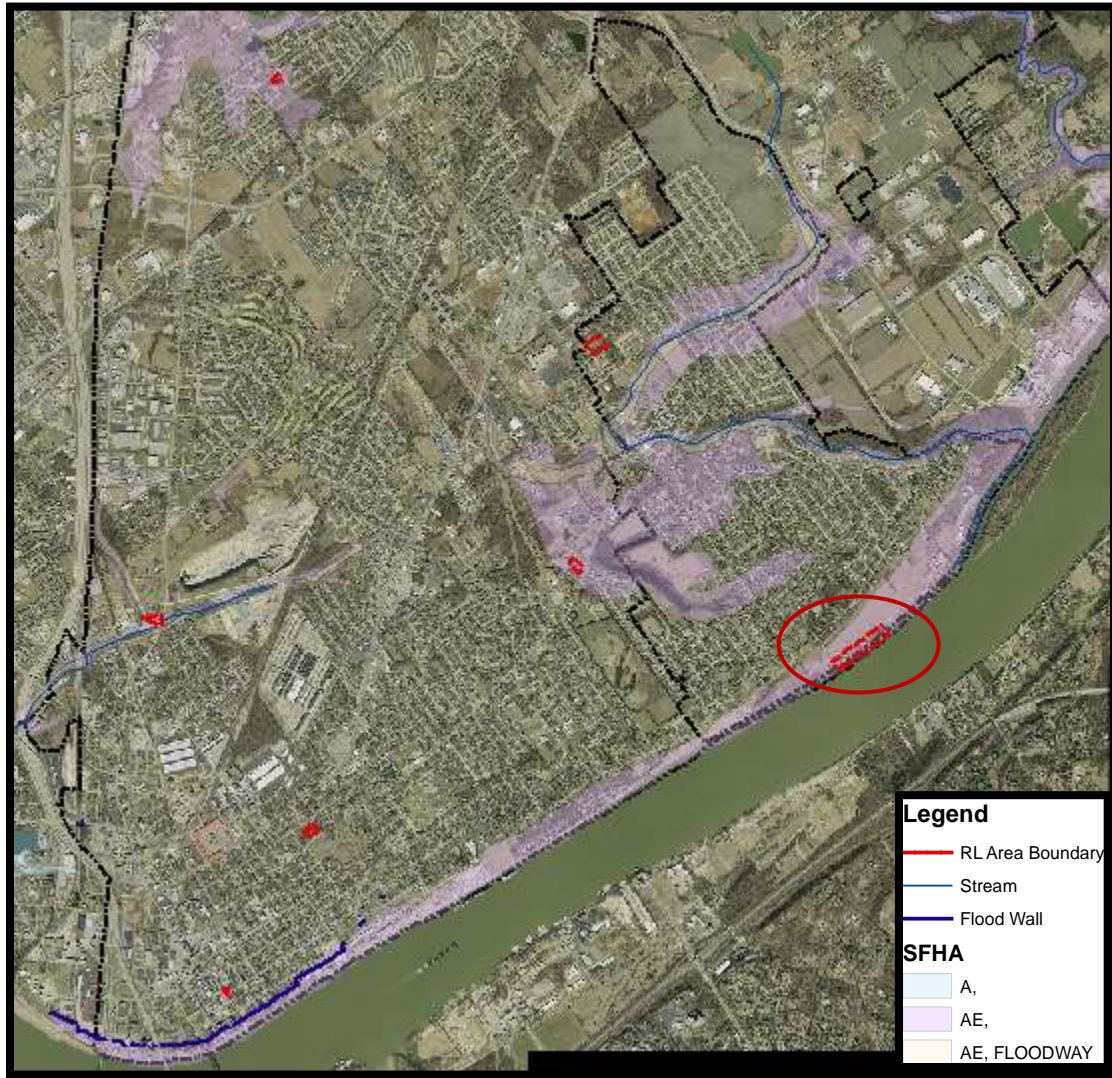 Legend
RL Area Boundary
Stream
Flood Wall
SFHA
A,
AE,
AE, FLOODWAY